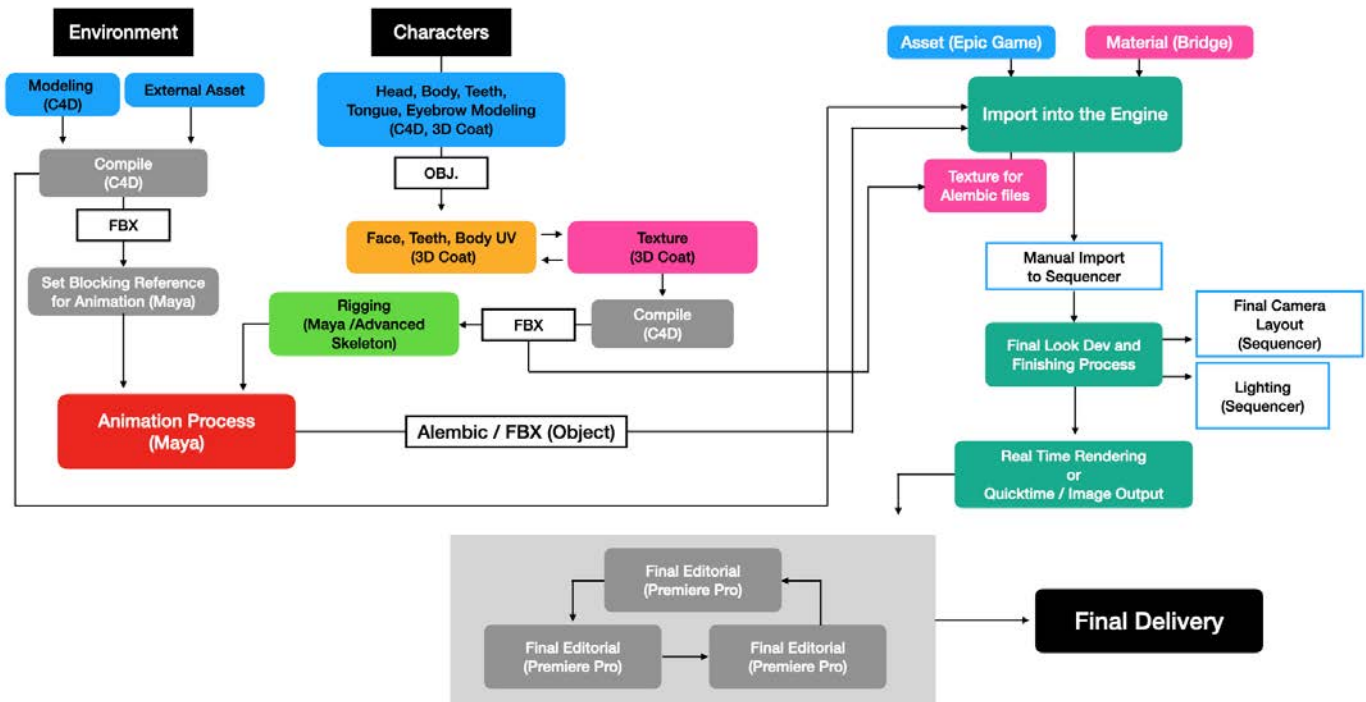 Environment
Modeling
(C4D)
External Asset
Compile
(C4D)
FBX
Set Blocking Reference
for Animation (Maya)
Characters
Head, Body, Teeth,
Tongue, Eyebrow Modeling
(C4D, 3D Coat)
OBJ.
Face, Teeth, Body UV
(3D Coat)
Texture
(3D Coat)
Compile
(C4D)
FBX
Rigging
(Maya /Advanced
Skeleton)
Animation Process
(Maya)
Alembic / FBX (Object)
Asset (Epic Game)
Material (Bridge)
Import into the Engine
Texture for
Alembic files
Manual Import
to Sequencer
Final Look Dev and
Finishing Process
Final Camera
Layout
(Sequencer)
Lighting
(Sequencer)
Real Time Rendering
or
Quicktime / Image Output
Final Editorial
(Premiere Pro)
Final Editorial
(Premiere Pro)
Final Editorial
(Premiere Pro)
Final Delivery